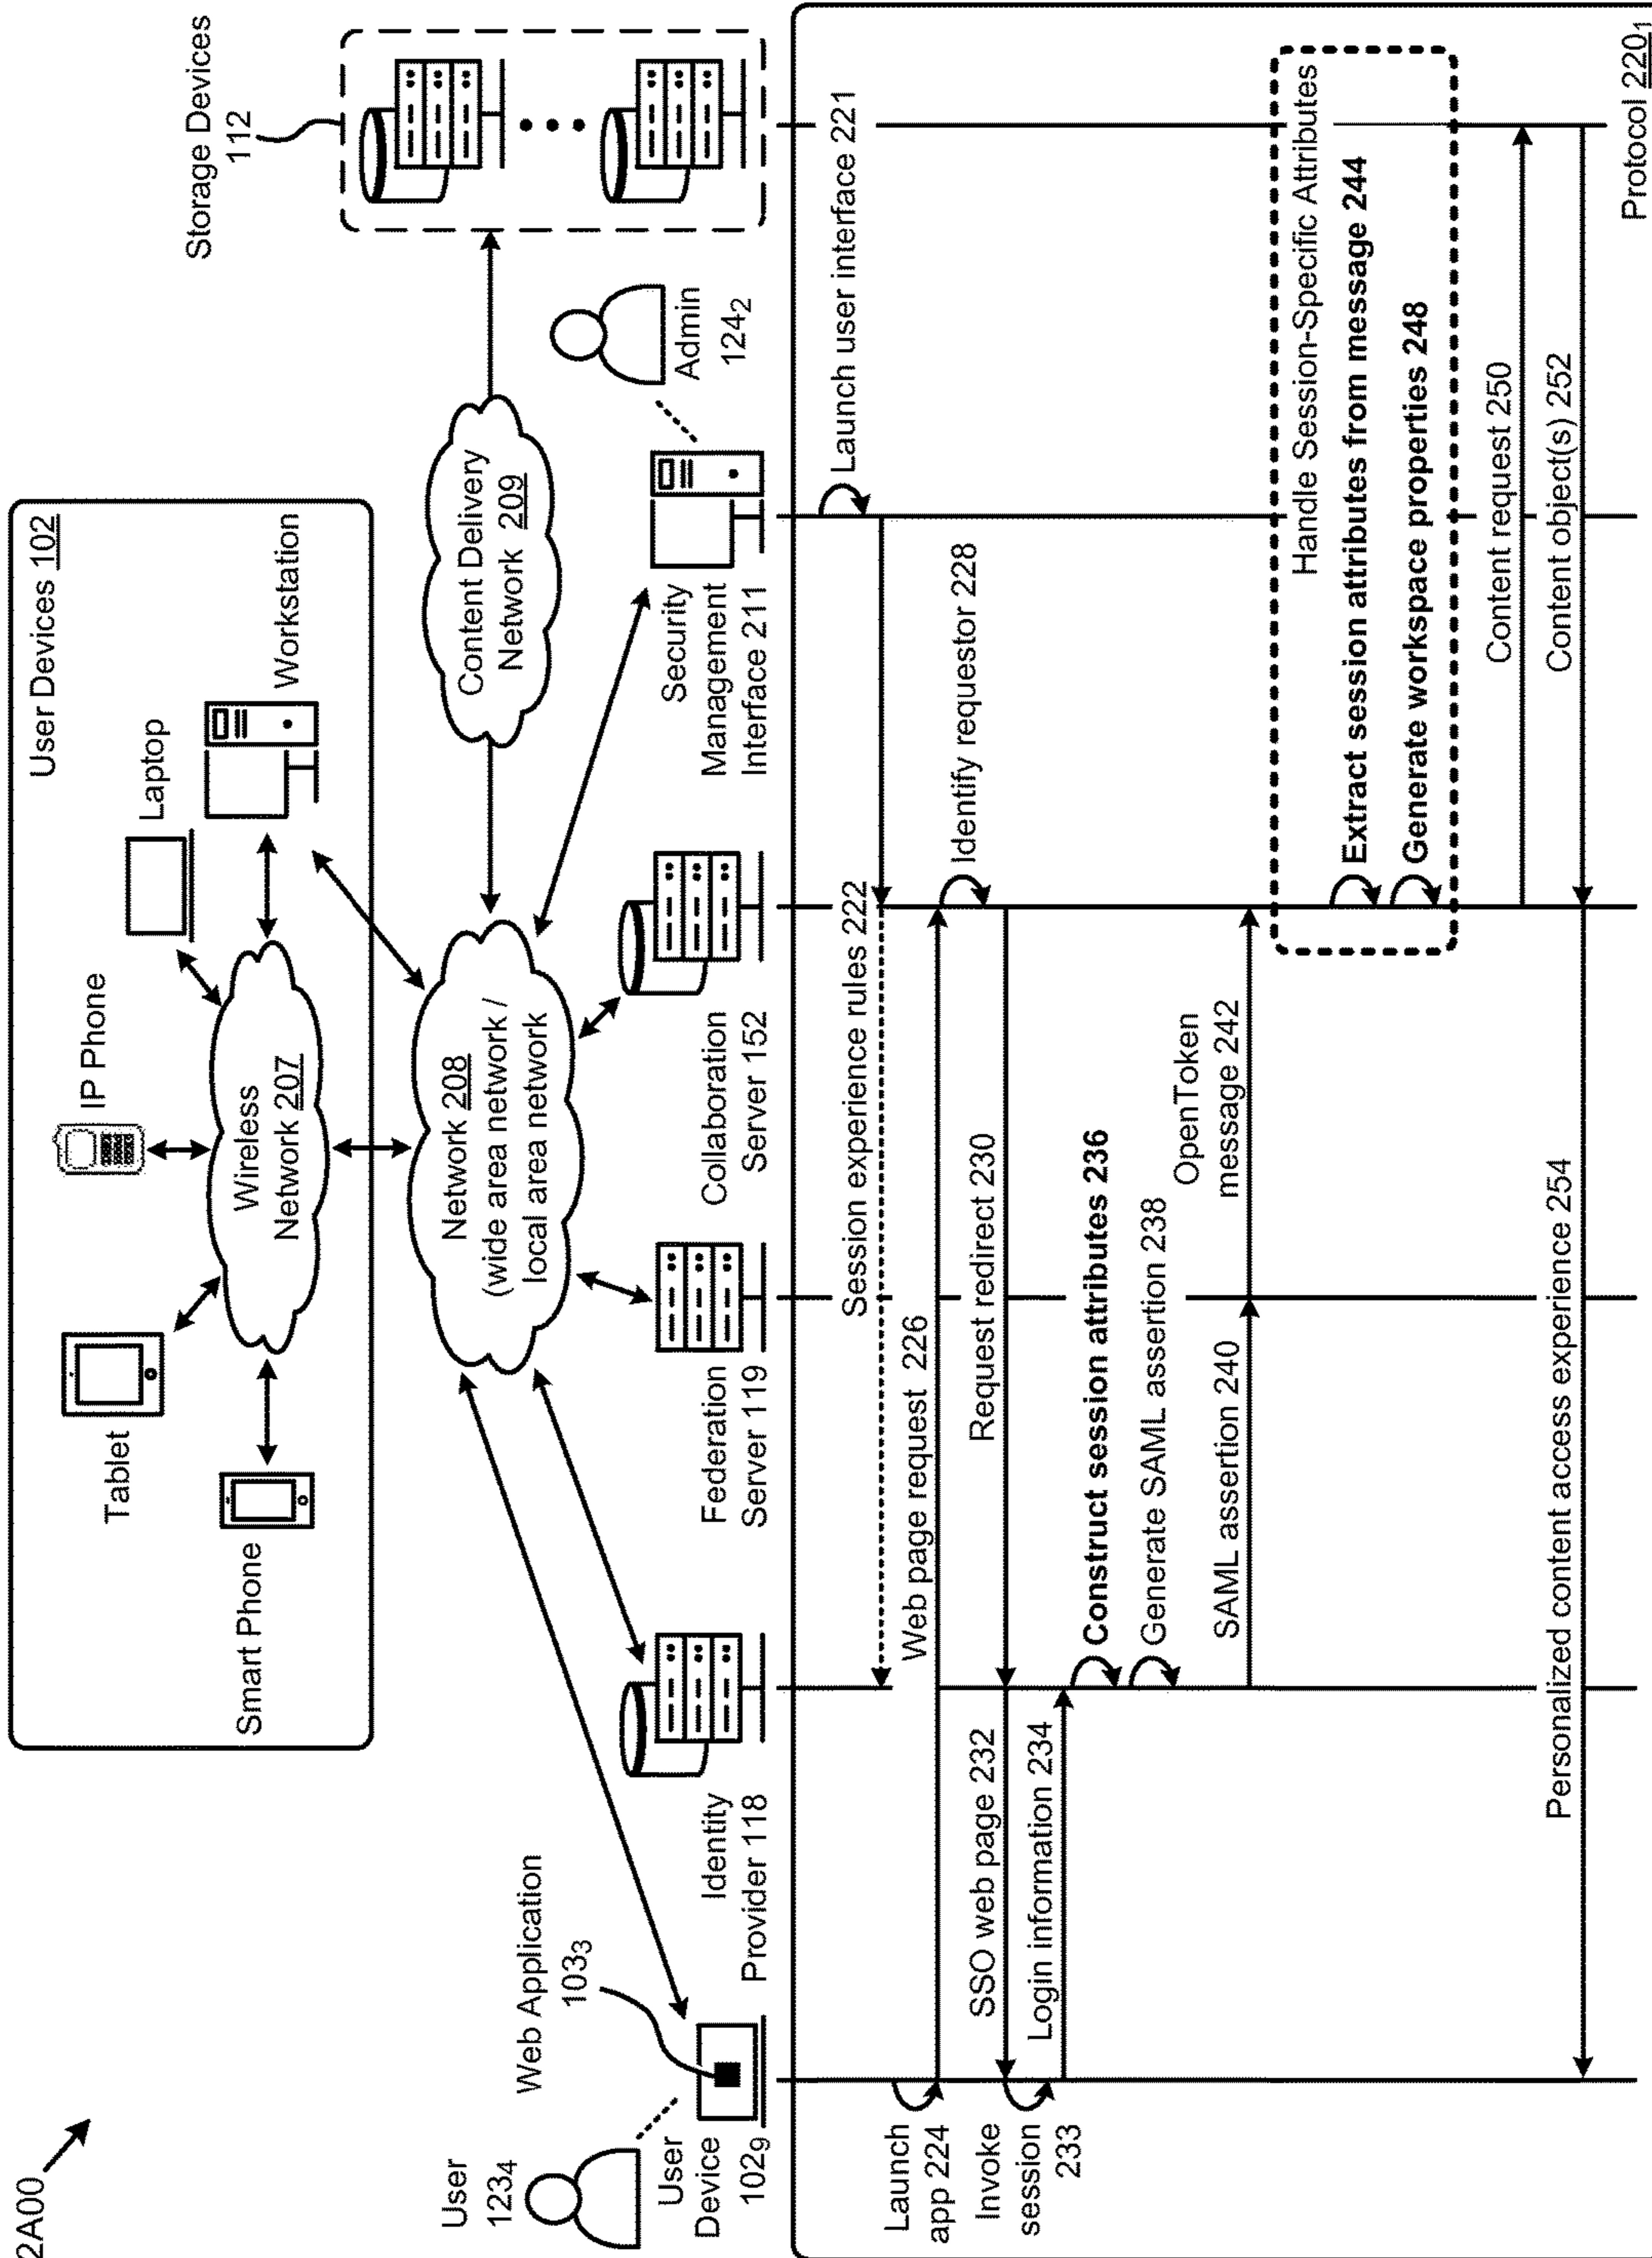 2A00
User Devices 102
Tablet
IP Phone
Laptop
Smart Phone
Wireless
Network 207
Workstation
Storage Devices
112
Network 208
(wide area network /
local area network
Content Delivery
Network 209
User
123₄
Web Application
103₃
User
Device
102₉
Identity
Provider 118
Federation
Server 119
Collaboration
Server 152
Security
Management
Interface 211
Admin
124₂
Launch user interface 221
Session experience rules 222
Launch
app 224
Web page request 226
Identify requestor 228
Request redirect 230
SSO web page 232
Invoke
session
233
Login information 234
Construct session attributes 236
Generate SAML assertion 238
SAML assertion 240
OpenToken
message 242
Handle Session-Specific Attributes
Extract session attributes from message 244
Generate workspace properties 248
Content request 250
Content object(s) 252
Personalized content access experience 254
Protocol 220₁